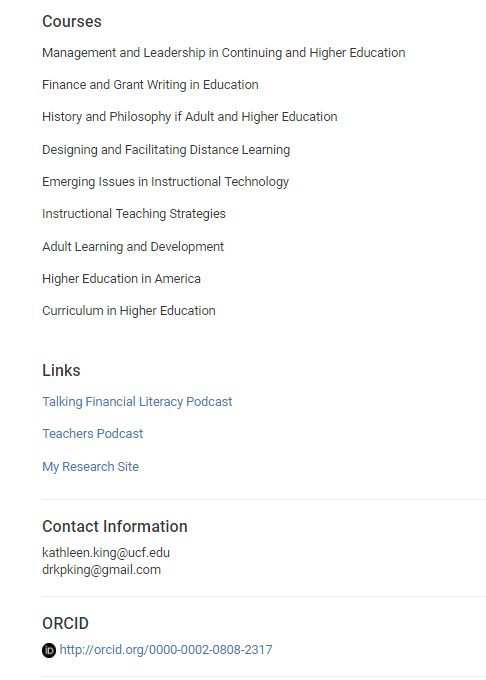 Courses
Management and Leadership in Continuing and Higher Education
Finance and Grant Writing in Education
History and Philosophy if Adult and Higher Education
Designing and Facilitating Distance Learning
Emerging Issues in Instructional Technology
Instructional Teaching Strategies
Adult Learning and Development
Higher Education in America
Curriculum in Higher Education
Links
Talking Financial Literacy Podcast
Teachers Podcast
My Research Site
Contact Information
kathleen.king@ucf.edu
drkpking@gmail.com
ORCID
iD http://orcid.org/0000-0002-0808-2317